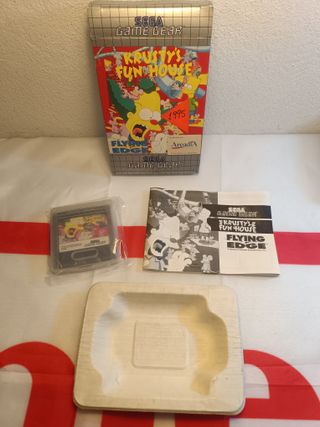 SEGA
GAME GEAR
KRUSTY'S
FUN HOUSE
1995
ArcadiA
FLYING
EDGE
SEGA
GAME GEAR
SEGA
GAME GEAR
KRUSTY'S
FUN HOUSE
FLYING
EDGE